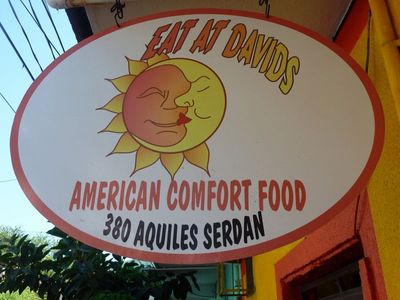 EAT AT DAVIDS
AMERICAN COMFORT FOOD
380 AQUILES SERDAN